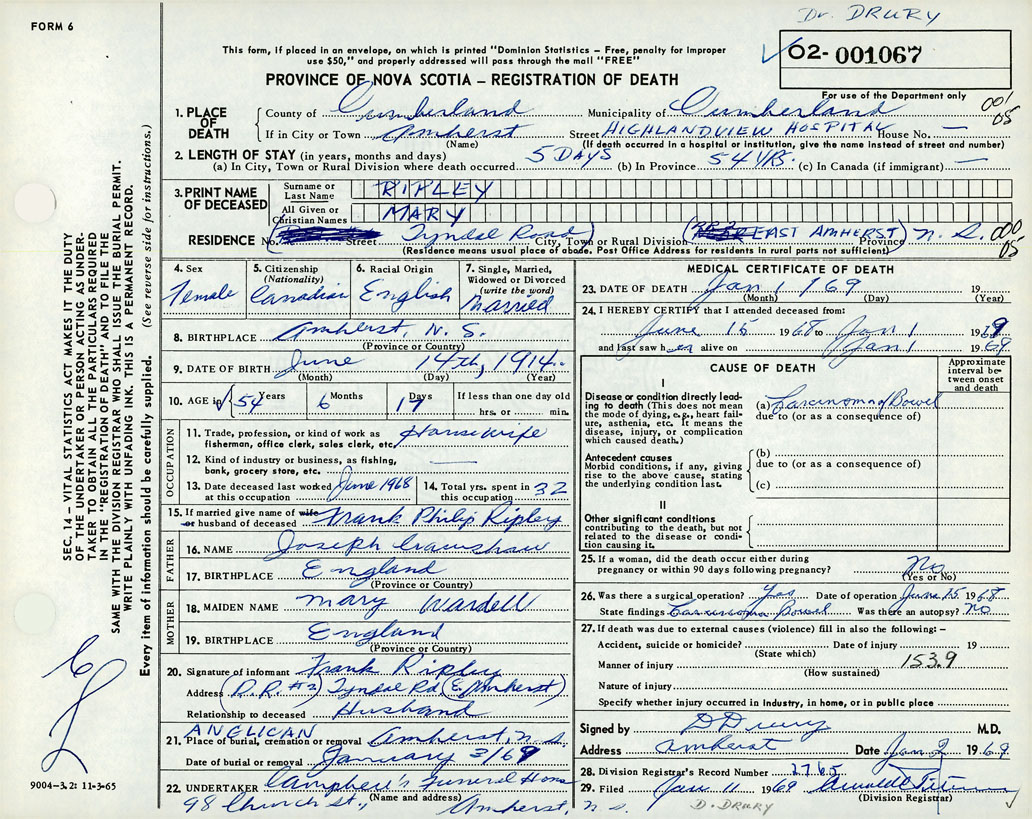 Dr. DRURY
FORM 6
This form, if placed in an envelope, on which is printed "Dominion Statistics – Free, penalty for improper
use $50," and properly addressed will pass through the mail "FREE"
O2- 001067
PROVINCE OF NOVA SCOTIA – REGISTRATION OF DEATH
For use of the Department only
001
05
1. PLACE OF DEATH
County of Cumberland Municipality of Cumberland
If in City or Town Amherst Street HIGHLANDVIEW HOSPITAL House No. —
(Name) (If death occurred in a hospital or institution, give the name instead of street and number)
2. LENGTH OF STAY (in years, months and days)
(a) In City, Town or Rural Division where death occurred 5 DAYS (b) In Province 54 YRS. (c) In Canada (if immigrant) —
3. PRINT NAME OF DECEASED
Surname or Last Name RIPLEY
All Given or Christian Names MARY
RESIDENCE No. Street Tyndal Road City, Town or Rural Division (EAST AMHERST) Province N. S.
000
05
(Residence means usual place of abode. Post Office Address for residents in rural parts not sufficient)
4. Sex Female
5. Citizenship (Nationality) Canadian
6. Racial Origin English
7. Single, Married, Widowed or Divorced (write the word) Married
8. BIRTHPLACE Amherst, N. S.
(Province or Country)
9. DATE OF BIRTH June 14th, 1914
(Month) (Day) (Year)
10. AGE in 54 Years 6 Months 17 Days If less than one day old hrs. or min.
OCCUPATION
11. Trade, profession, or kind of work as fisherman, office clerk, sales clerk, etc. Housewife
12. Kind of industry or business, as fishing, bank, grocery store, etc. —
13. Date deceased last worked at this occupation June 1968
14. Total yrs. spent in this occupation 32
15. If married give name of wife or husband of deceased Frank Philip Ripley
FATHER
16. NAME Joseph Crawshaw
17. BIRTHPLACE England
(Province or Country)
MOTHER
18. MAIDEN NAME Mary Wardell
19. BIRTHPLACE England
(Province or Country)
20. Signature of informant Frank Ripley
Address (R.R. #2) Tyndal Rd (E. Amherst)
Relationship to deceased Husband
ANGLICAN
21. Place of burial, cremation or removal Amherst, N. S.
Date of burial or removal January 3/69
22. UNDERTAKER Campbell's Funeral Home
(Name and address)
98 Church St., Amherst, N. S.
MEDICAL CERTIFICATE OF DEATH
23. DATE OF DEATH Jan 1 / 69 19
(Month) (Day) (Year)
24. I HEREBY CERTIFY that I attended deceased from:
June 15 1968 to Jan 1 1969
and last saw her alive on Jan 1 1969
CAUSE OF DEATH
Approximate interval between onset and death
I
Disease or condition directly leading to death (This does not mean the mode of dying, e.g., heart failure, asthenia, etc. It means the disease, injury, or complication which caused death.)
(a) Carcinoma Bowel
due to (or as a consequence of)
Antecedent causes
Morbid conditions, if any, giving rise to the above cause, stating the underlying condition last.
(b)
due to (or as a consequence of)
(c)
II
Other significant conditions
contributing to the death, but not related to the disease or condition causing it.
25. If a woman, did the death occur either during pregnancy or within 90 days following pregnancy? No
(Yes or No)
26. Was there a surgical operation? Yes Date of operation June 15 1968
State findings Carcinoma Bowel Was there an autopsy? No
27. If death was due to external causes (violence) fill in also the following: –
Accident, suicide or homicide? Date of injury 19
(State which)
Manner of injury 153.9
(How sustained)
Nature of injury
Specify whether injury occurred in Industry, in home, or in public place
Signed by D Drury M.D.
Address Amherst Date Jan 2 1969
28. Division Registrar's Record Number 2765
29. Filed Jan. 11 1969
(Division Registrar)
D. DRURY
SEC. 14 – VITAL STATISTICS ACT MAKES IT THE DUTY
OF THE UNDERTAKER OR PERSON ACTING AS UNDER-
TAKER TO OBTAIN ALL THE PARTICULARS REQUIRED
IN THE "REGISTRATION OF DEATH" AND TO FILE THE
SAME WITH THE DIVISION REGISTRAR WHO SHALL ISSUE THE BURIAL PERMIT.
WRITE PLAINLY WITH UNFADING INK. THIS IS A PERMANENT RECORD.
Every item of information should be carefully supplied. (See reverse side for instructions.)
9004–3.2: 11-3-65